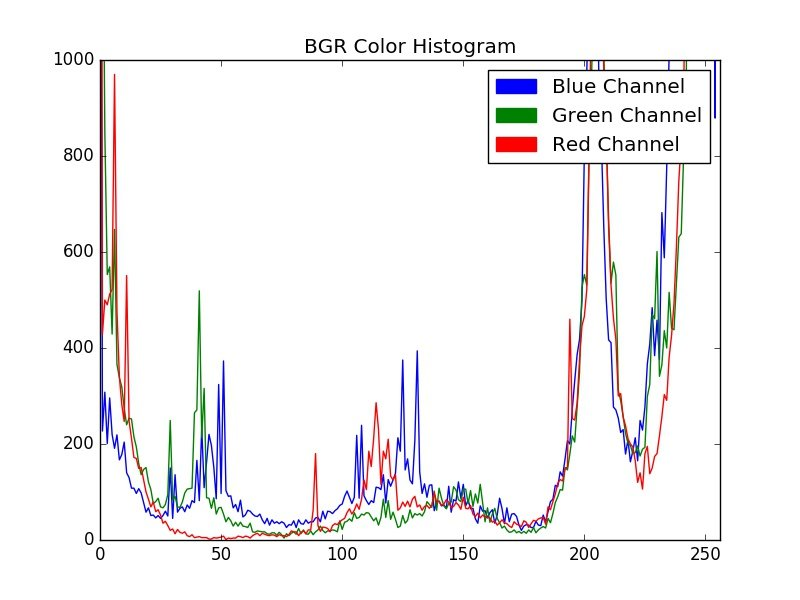 BGR Color Histogram
1000
800
600
400
200
0
Blue Channel
Green Channel
Red Channel
0 50 100 150 200 250